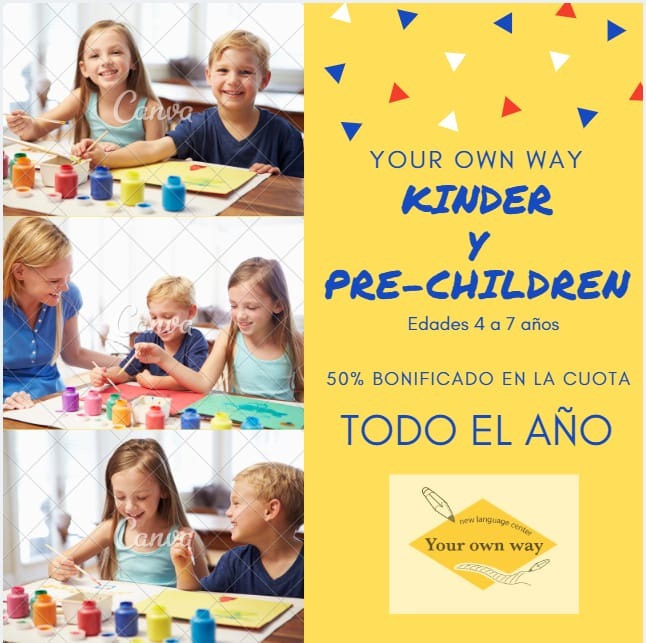 Canva
Canva
Canva
YOUR OWN WAY
KINDER
Y
PRE-CHILDREN
Edades 4 a 7 años
50% BONIFICADO EN LA CUOTA
TODO EL AÑO
new language center
Your own way